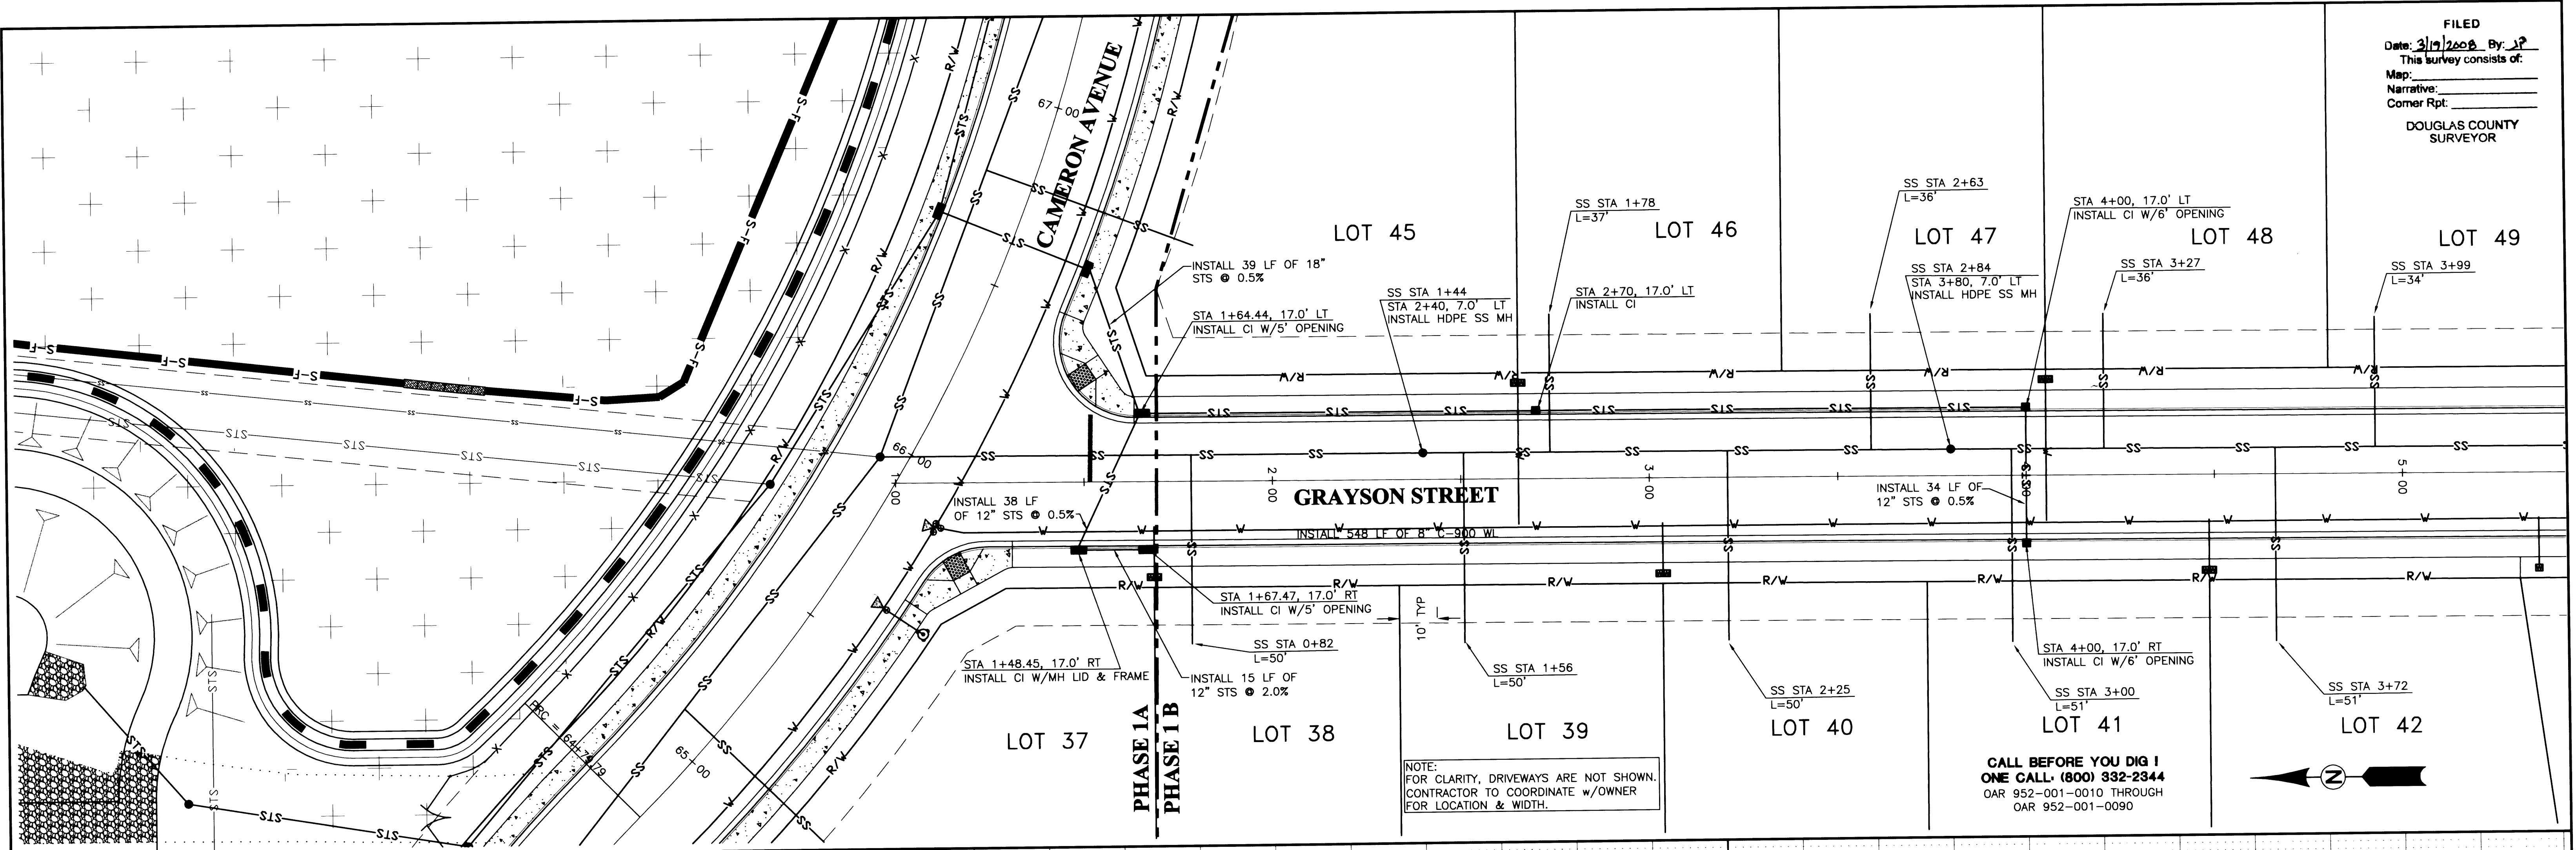 FILED
Date: 3/19/2008 By: JP
This survey consists of:
Map:
Narrative:
Corner Rpt:
DOUGLAS COUNTY
SURVEYOR
CAMERON AVENUE
67+00
66+00
65+00
PRC = 64+79.79
LOT 45
LOT 46
LOT 47
LOT 48
LOT 49
SS STA 1+78
L=37'
SS STA 2+63
L=36'
STA 4+00, 17.0' LT
INSTALL CI W/6' OPENING
SS STA 3+27
L=36'
SS STA 3+99
L=34'
INSTALL 39 LF OF 18"
STS @ 0.5%
STA 1+64.44, 17.0' LT
INSTALL CI W/5' OPENING
SS STA 1+44
STA 2+40, 7.0' LT
INSTALL HDPE SS MH
STA 2+70, 17.0' LT
INSTALL CI
SS STA 2+84
STA 3+80, 7.0' LT
INSTALL HDPE SS MH
1+00
2+00
3+00
5+00
GRAYSON STREET
INSTALL 38 LF
OF 12" STS @ 0.5%
INSTALL 34 LF OF
12" STS @ 0.5%
INSTALL 548 LF OF 8" C-900 WL
STA 1+67.47, 17.0' RT
INSTALL CI W/5' OPENING
10' TYP
SS STA 0+82
L=50'
STA 1+48.45, 17.0' RT
INSTALL CI W/MH LID & FRAME
INSTALL 15 LF OF
12" STS @ 2.0%
SS STA 1+56
L=50'
SS STA 2+25
L=50'
STA 4+00, 17.0' RT
INSTALL CI W/6' OPENING
SS STA 3+00
L=51'
SS STA 3+72
L=51'
PHASE 1A
PHASE 1B
LOT 37
LOT 38
LOT 39
LOT 40
LOT 41
LOT 42
NOTE:
FOR CLARITY, DRIVEWAYS ARE NOT SHOWN.
CONTRACTOR TO COORDINATE w/OWNER
FOR LOCATION & WIDTH.
CALL BEFORE YOU DIG !
ONE CALL: (800) 332-2344
OAR 952-001-0010 THROUGH
OAR 952-001-0090
N
S-F
STS
SS
R/W
W
X